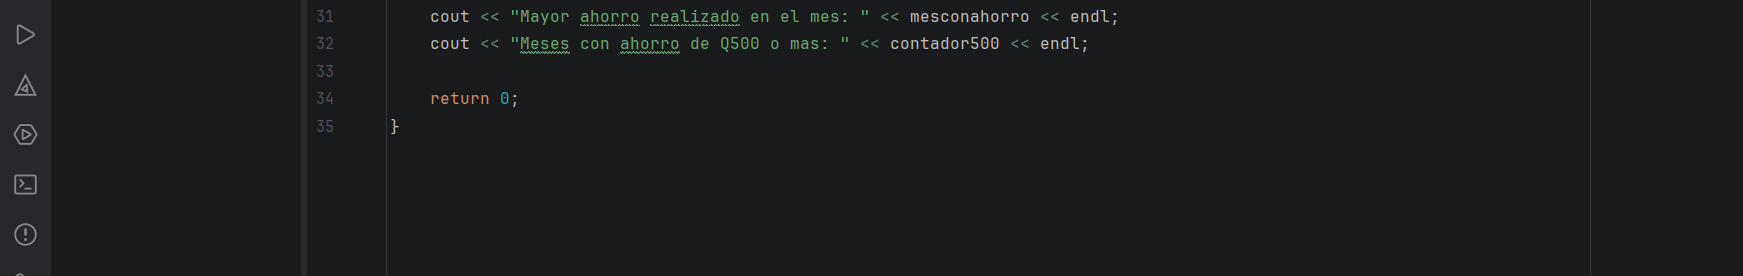 31 cout << "Mayor ahorro realizado en el mes: " << mesconahorro << endl;
32 cout << "Meses con ahorro de Q500 o mas: " << contador500 << endl;
33
34 return 0;
35 }